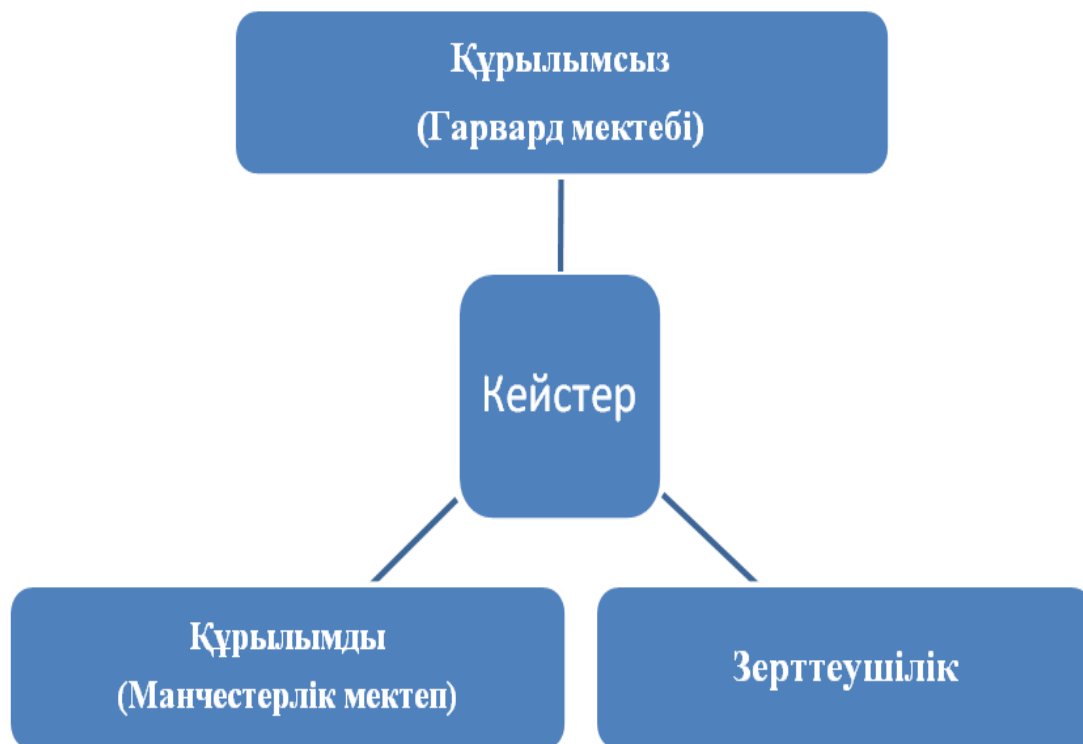 Құрылымсыз
(Гарвард мектебі)
Кейстер
Құрылымды
(Манчестерлік мектеп)
Зерттеушілік